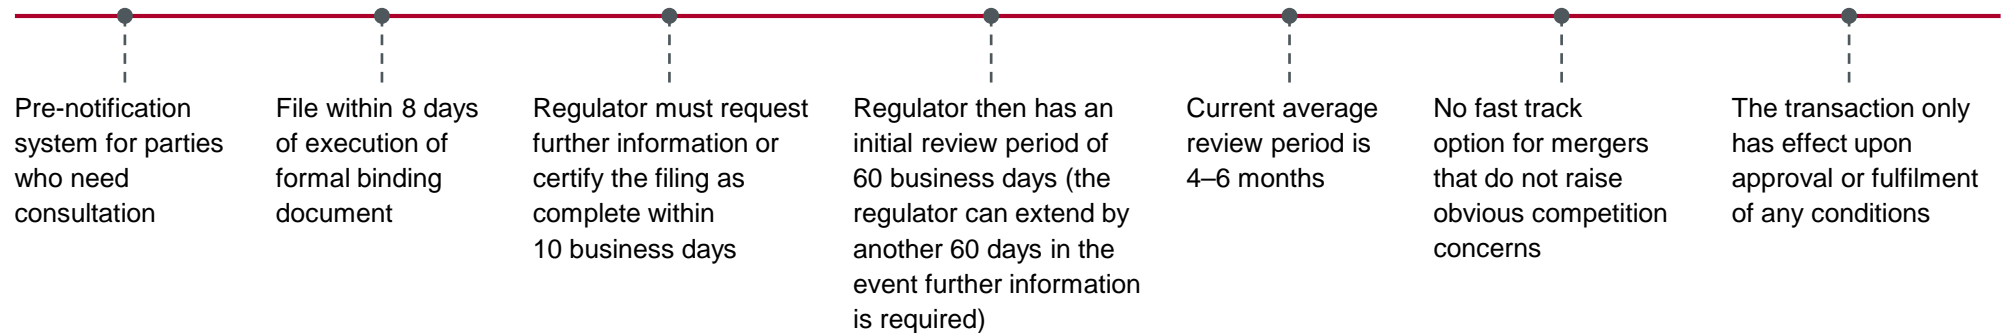 Pre-notification
system for parties
who need
consultation
File within 8 days
of execution of
formal binding
document
Regulator must request
further information or
certify the filing as
complete within
10 business days
Regulator then has an
initial review period of
60 business days (the
regulator can extend by
another 60 days in the
event further information
is required)
Current average
review period is
4–6 months
No fast track
option for mergers
that do not raise
obvious competition
concerns
The transaction only
has effect upon
approval or fulfilment
of any conditions